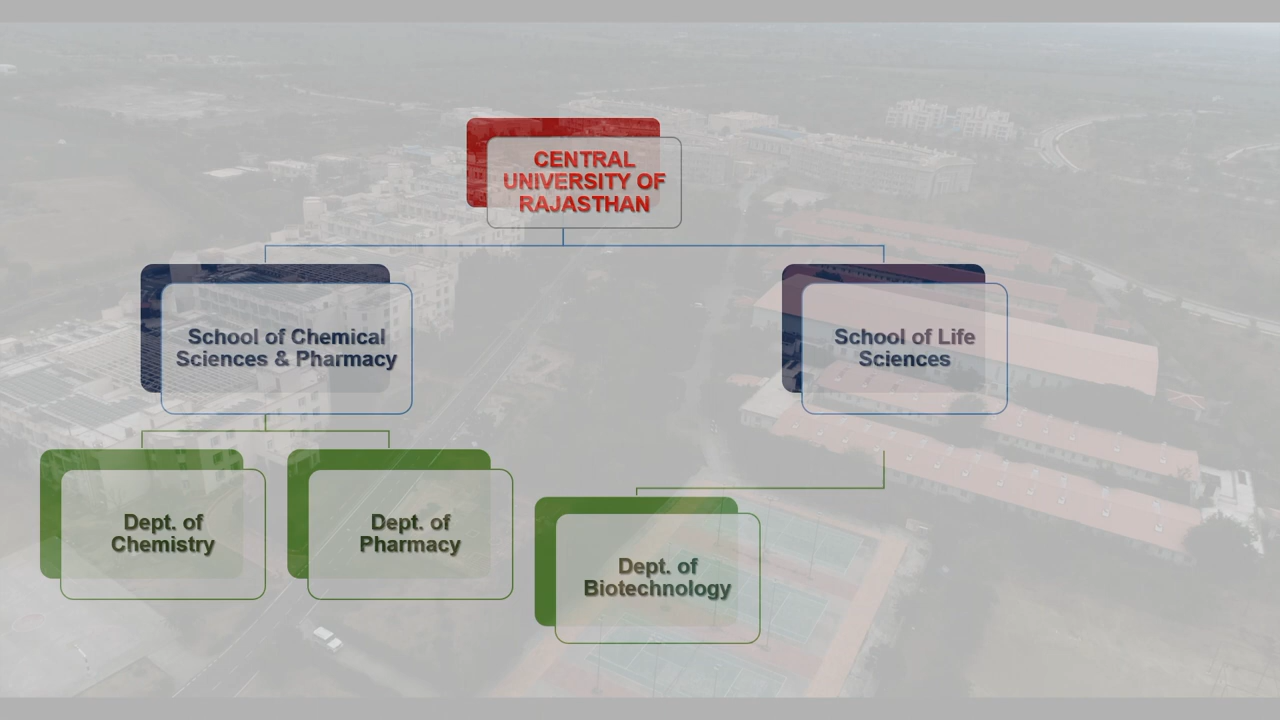 CENTRAL
UNIVERSITY OF
RAJASTHAN
School of Chemical
Sciences & Pharmacy
School of Life
Sciences
Dept. of
Chemistry
Dept. of
Pharmacy
Dept. of
Biotechnology